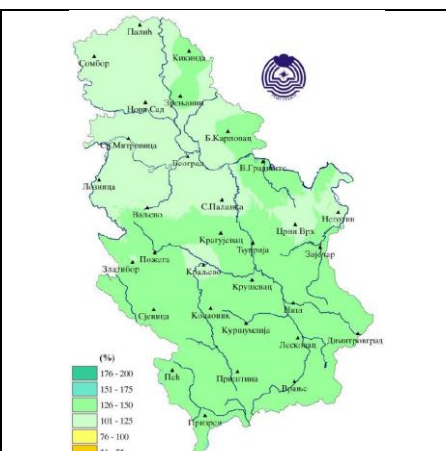 Палић
Кикинда
Сомбор
Зрењанин
Нови Сад
Б.Карловац
Ср.Митровица
Београд
В.Градиште
Лозница
С.Паланка
Ваљево
Неготин
Црни Врх
Крагујевац
Ћуприја
Зајечар
Пожега
Златибор
Краљево
Крушевац
Ниш
Сјеница
Копаоник
Куршумлија
Димитровград
Лесковац
Пећ
Приштина
Врање
Призрен
(%)
176 - 200
151 - 175
126 - 150
101 - 125
76 - 100